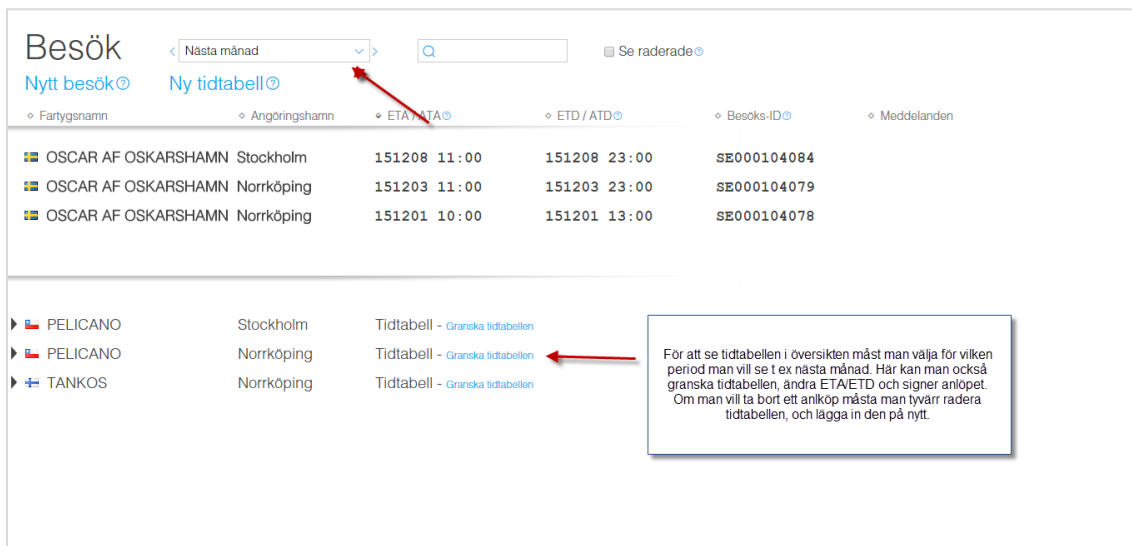 Besök
Nästa månad
Se raderade
Nytt besök Ny tidtabell
Fartygsnamn Angöringshamn ETA / ATA ETD / ATD Besöks-ID Meddelanden
OSCAR AF OSKARSHAMN Stockholm 151208 11:00 151208 23:00 SE000104084
OSCAR AF OSKARSHAMN Norrköping 151203 11:00 151203 23:00 SE000104079
OSCAR AF OSKARSHAMN Norrköping 151201 10:00 151201 13:00 SE000104078
PELICANO Stockholm Tidtabell - Granska tidtabellen
PELICANO Norrköping Tidtabell - Granska tidtabellen
TANKOS Norrköping Tidtabell - Granska tidtabellen
För att se tidtabellen i översikten måst man välja för vilken
period man vill se t ex nästa månad. Här kan man också
granska tidtabellen, ändra ETA/ETD och signer anlöpet.
Om man vill ta bort ett anlköp måsta man tyvärr radera
tidtabellen, och lägga in den på nytt.